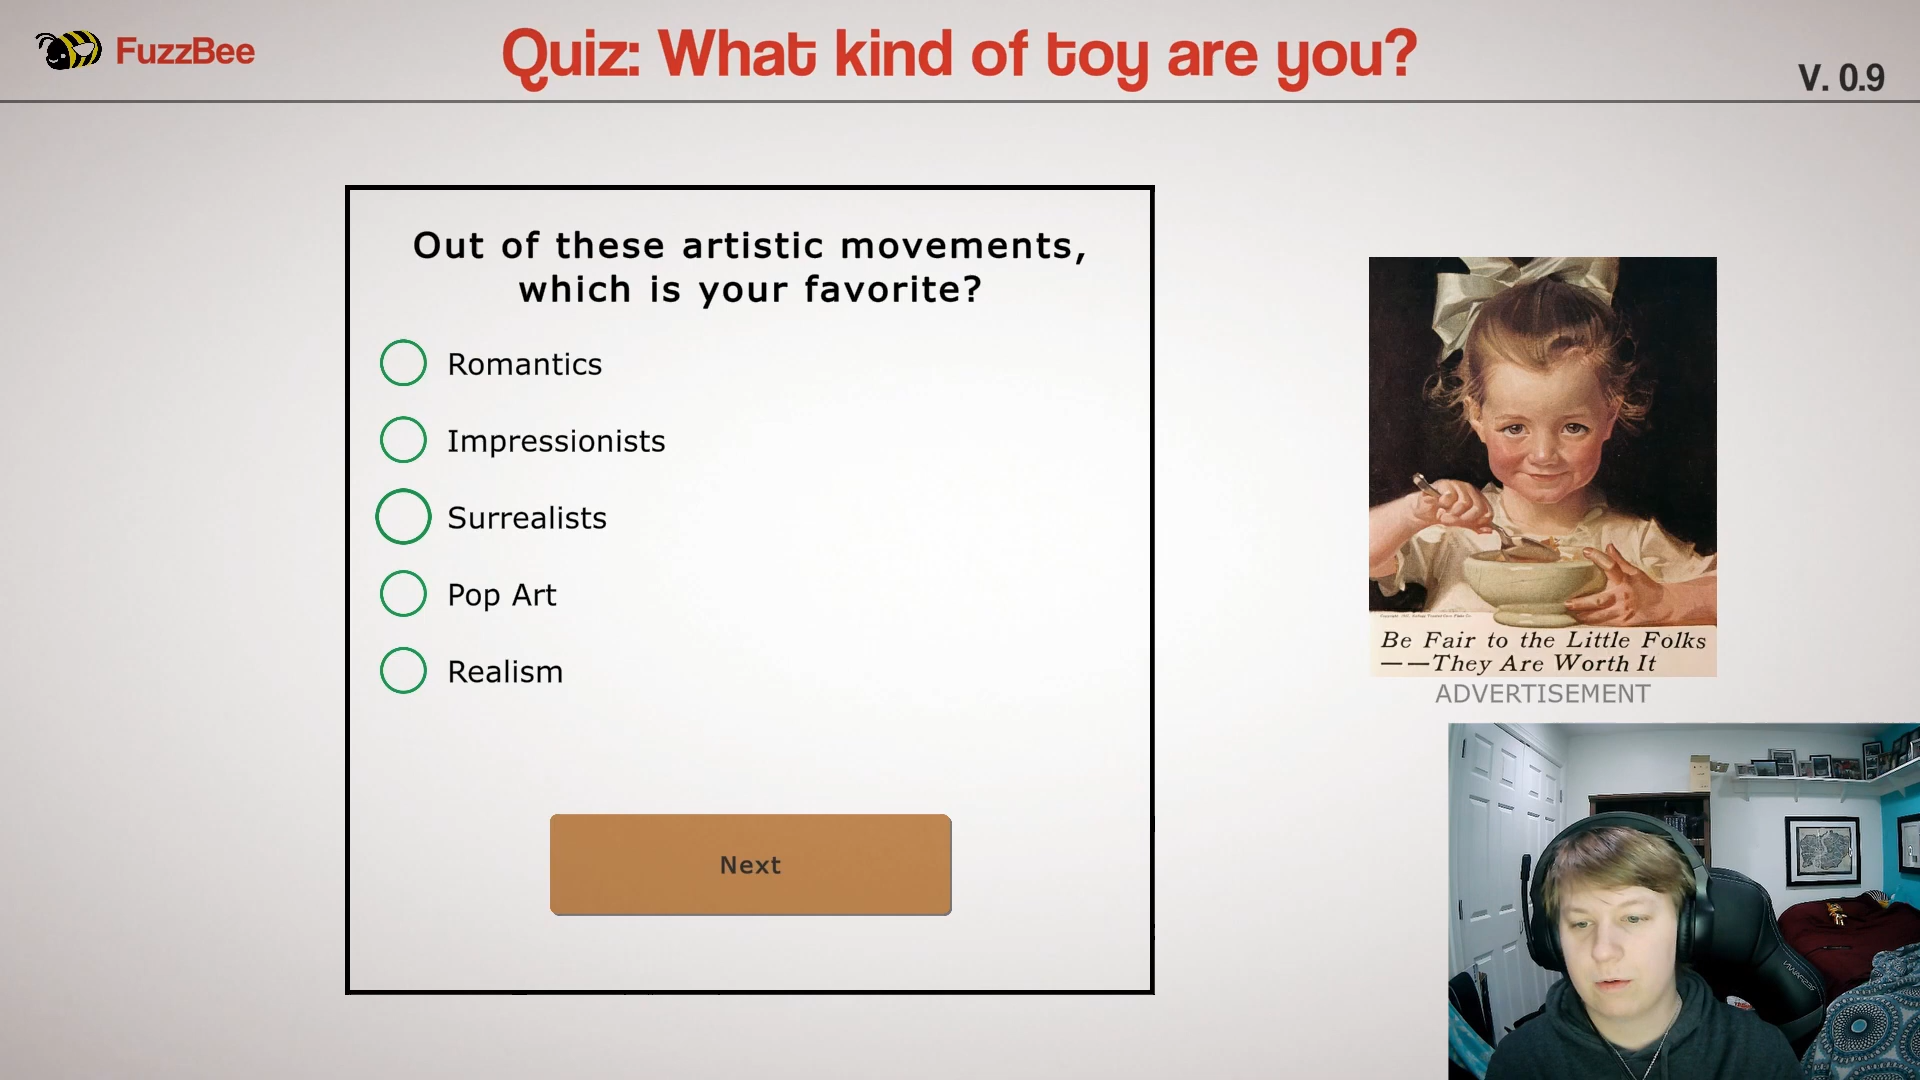 FuzzBee
Quiz: What kind of toy are you?
V. 0.9
Out of these artistic movements,
which is your favorite?
Romantics
Impressionists
Surrealists
Pop Art
Realism
Next
Be Fair to the Little Folks
——They Are Worth It
ADVERTISEMENT